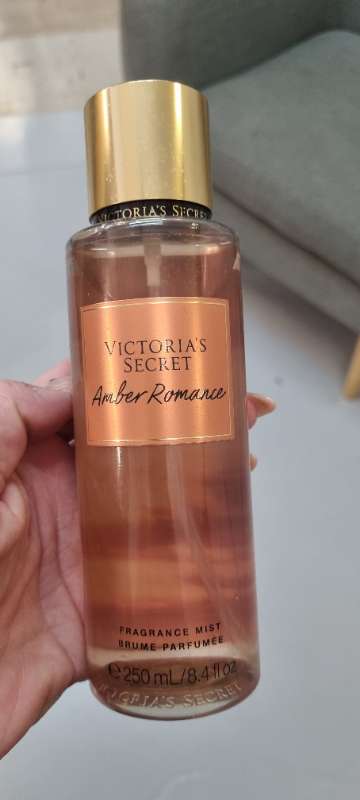 VICTORIA'S SECRET
VICTORIA'S
SECRET
Amber Romance
FRAGRANCE MIST
BRUME PARFUMÉE
℮ 250 mL/8.4 fl oz
VICTORIA'S SECRET